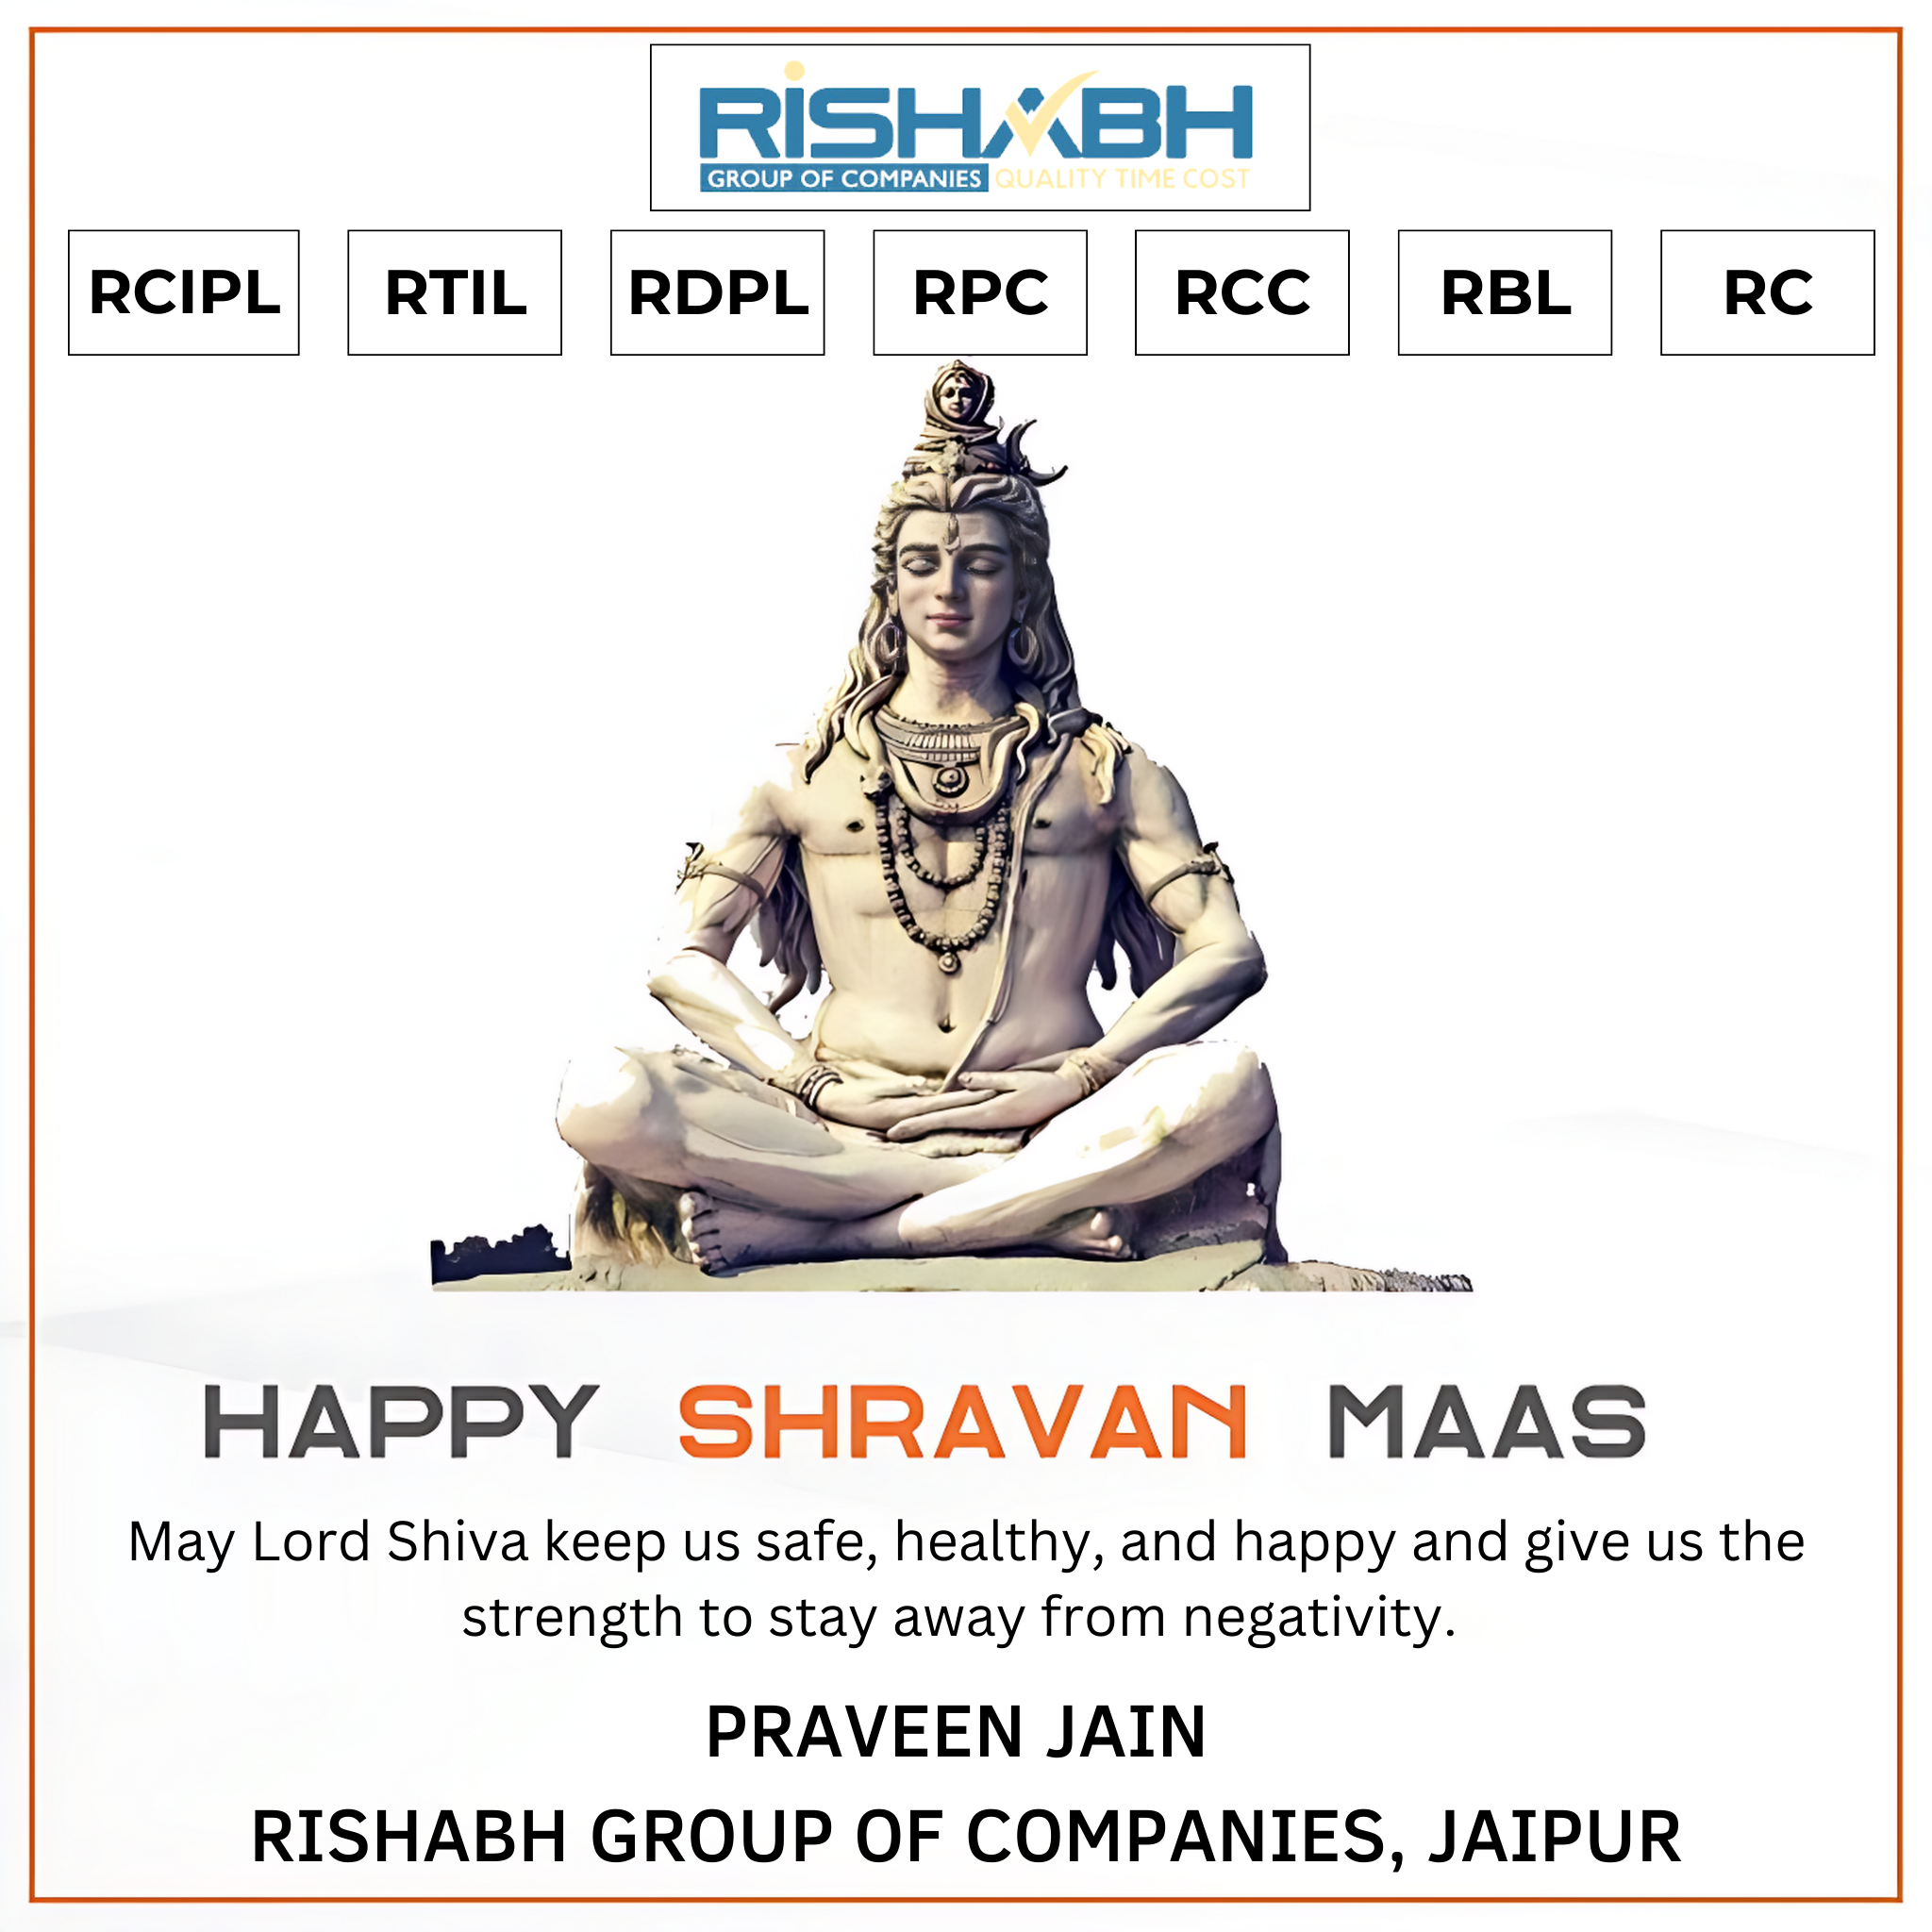 RISHABH
GROUP OF COMPANIES QUALITY TIME COST
RCIPL RTIL RDPL RPC RCC RBL RC
HAPPY SHRAVAN MAAS
May Lord Shiva keep us safe, healthy, and happy and give us the
strength to stay away from negativity.
PRAVEEN JAIN
RISHABH GROUP OF COMPANIES, JAIPUR